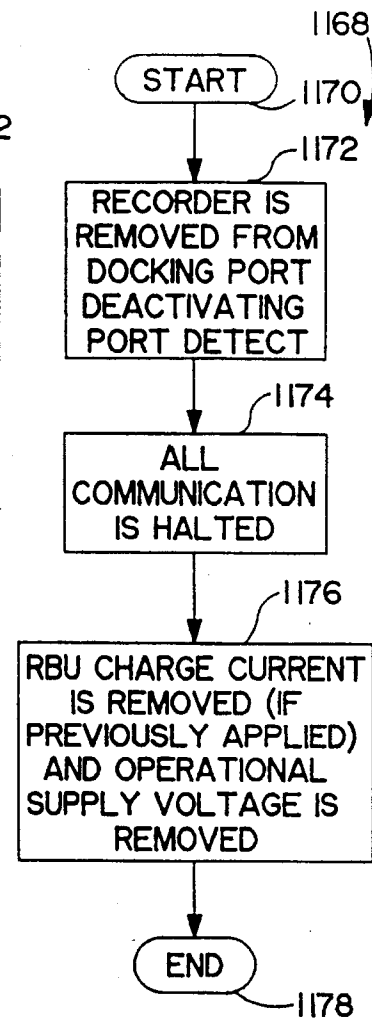 1168
START
1170
2
1172
RECORDER IS
REMOVED FROM
DOCKING PORT
DEACTIVATING
PORT DETECT
1174
ALL
COMMUNICATION
IS HALTED
1176
RBU CHARGE CURRENT
IS REMOVED (IF
PREVIOUSLY APPLIED)
AND OPERATIONAL
SUPPLY VOLTAGE IS
REMOVED
END
1178